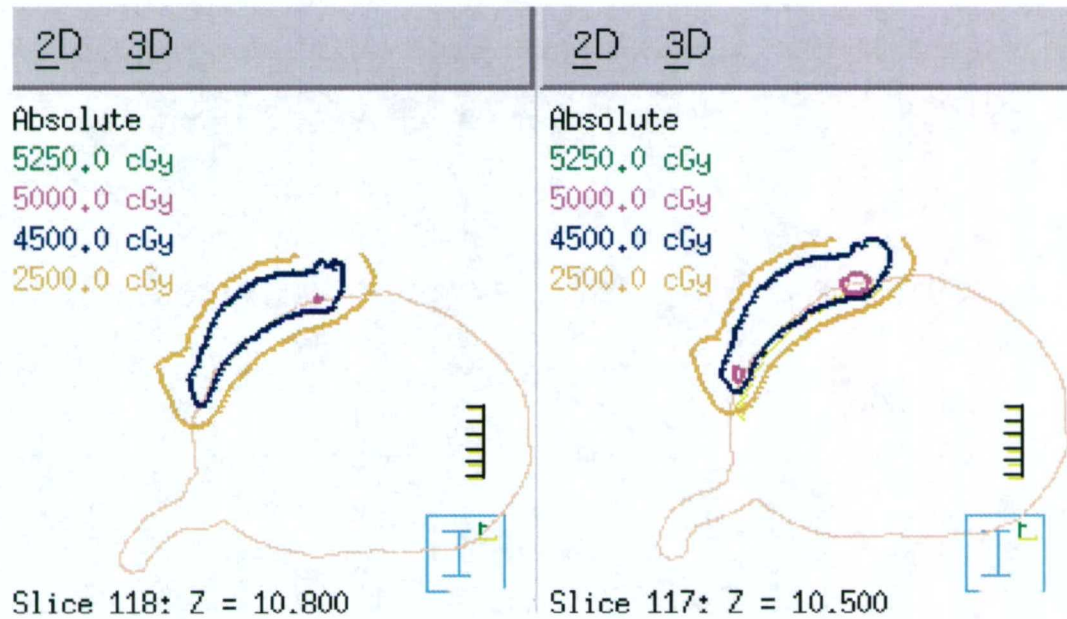 2D 3D
Absolute
5250.0 cGy
5000.0 cGy
4500.0 cGy
2500.0 cGy
Slice 118: Z = 10.800
2D 3D
Absolute
5250.0 cGy
5000.0 cGy
4500.0 cGy
2500.0 cGy
Slice 117: Z = 10.500